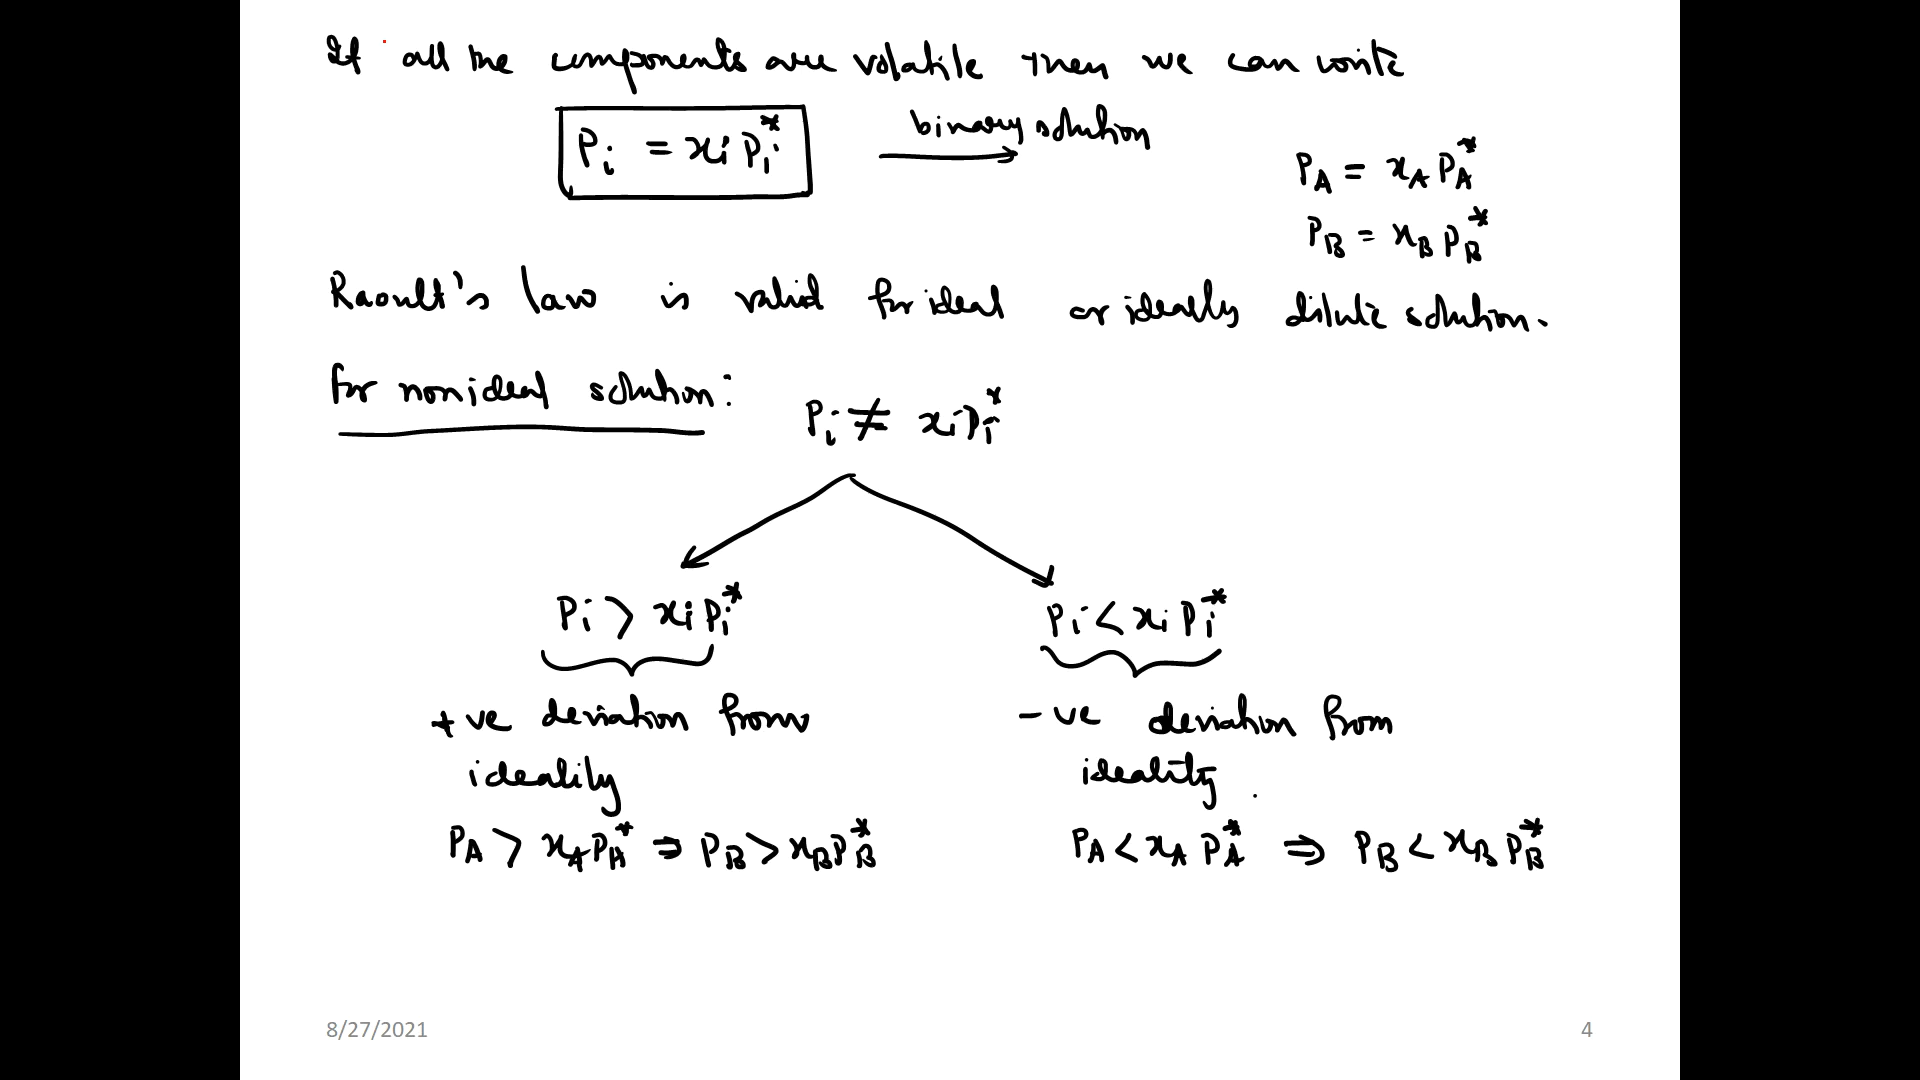 If all the components are volatile then we can write
Pi = xi Pi* binary solution
PA = xA PA*
PB = xB PB*
Raoult's law is valid for ideal or ideally dilute solution.
for nonideal solution: Pi ≠ xi Pi*
Pi > xi Pi* Pi < xi Pi*
+ve deviation from -ve deviation from
ideality ideality.
PA > xA PA* ⇒ PB > xB PB* PA < xA PA* ⇒ PB < xB PB*
8/27/2021 4